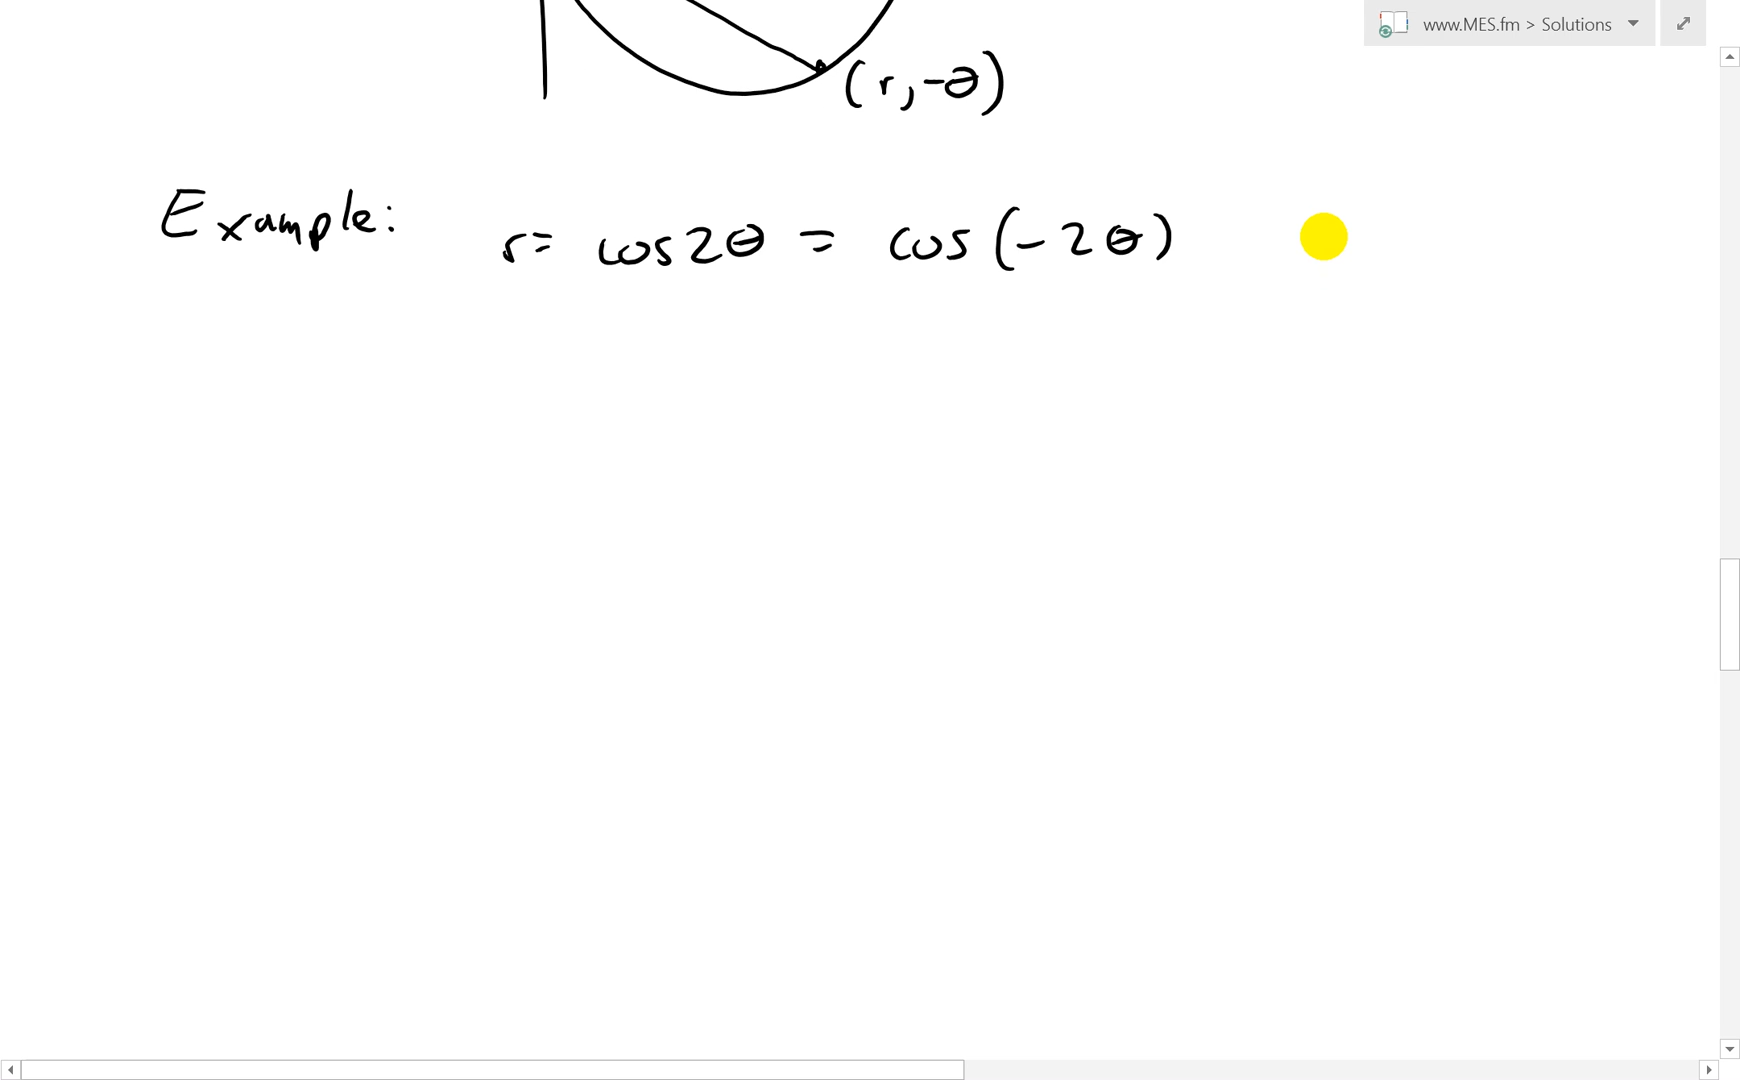 www.MES.fm > Solutions
(r, -θ)
Example: r = cos2θ = cos(-2θ)